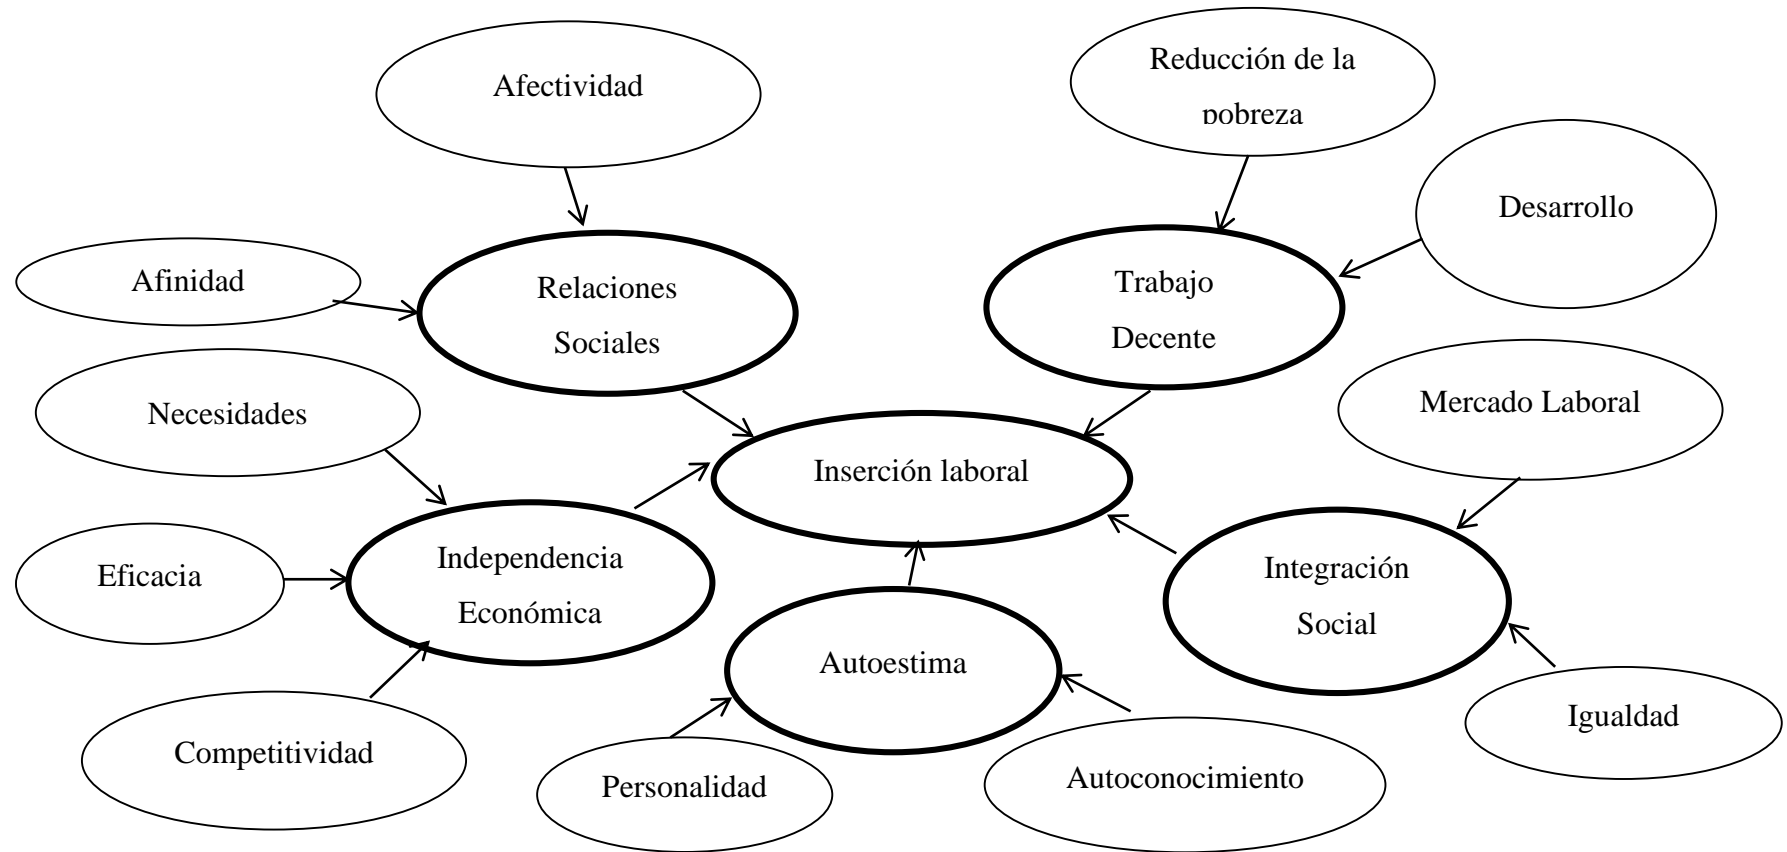 Afectividad
Reducción de la
pobreza
Desarrollo
Afinidad
Relaciones
Sociales
Trabajo
Decente
Necesidades
Mercado Laboral
Inserción laboral
Eficacia
Independencia
Económica
Integración
Social
Autoestima
Competitividad
Igualdad
Personalidad
Autoconocimiento